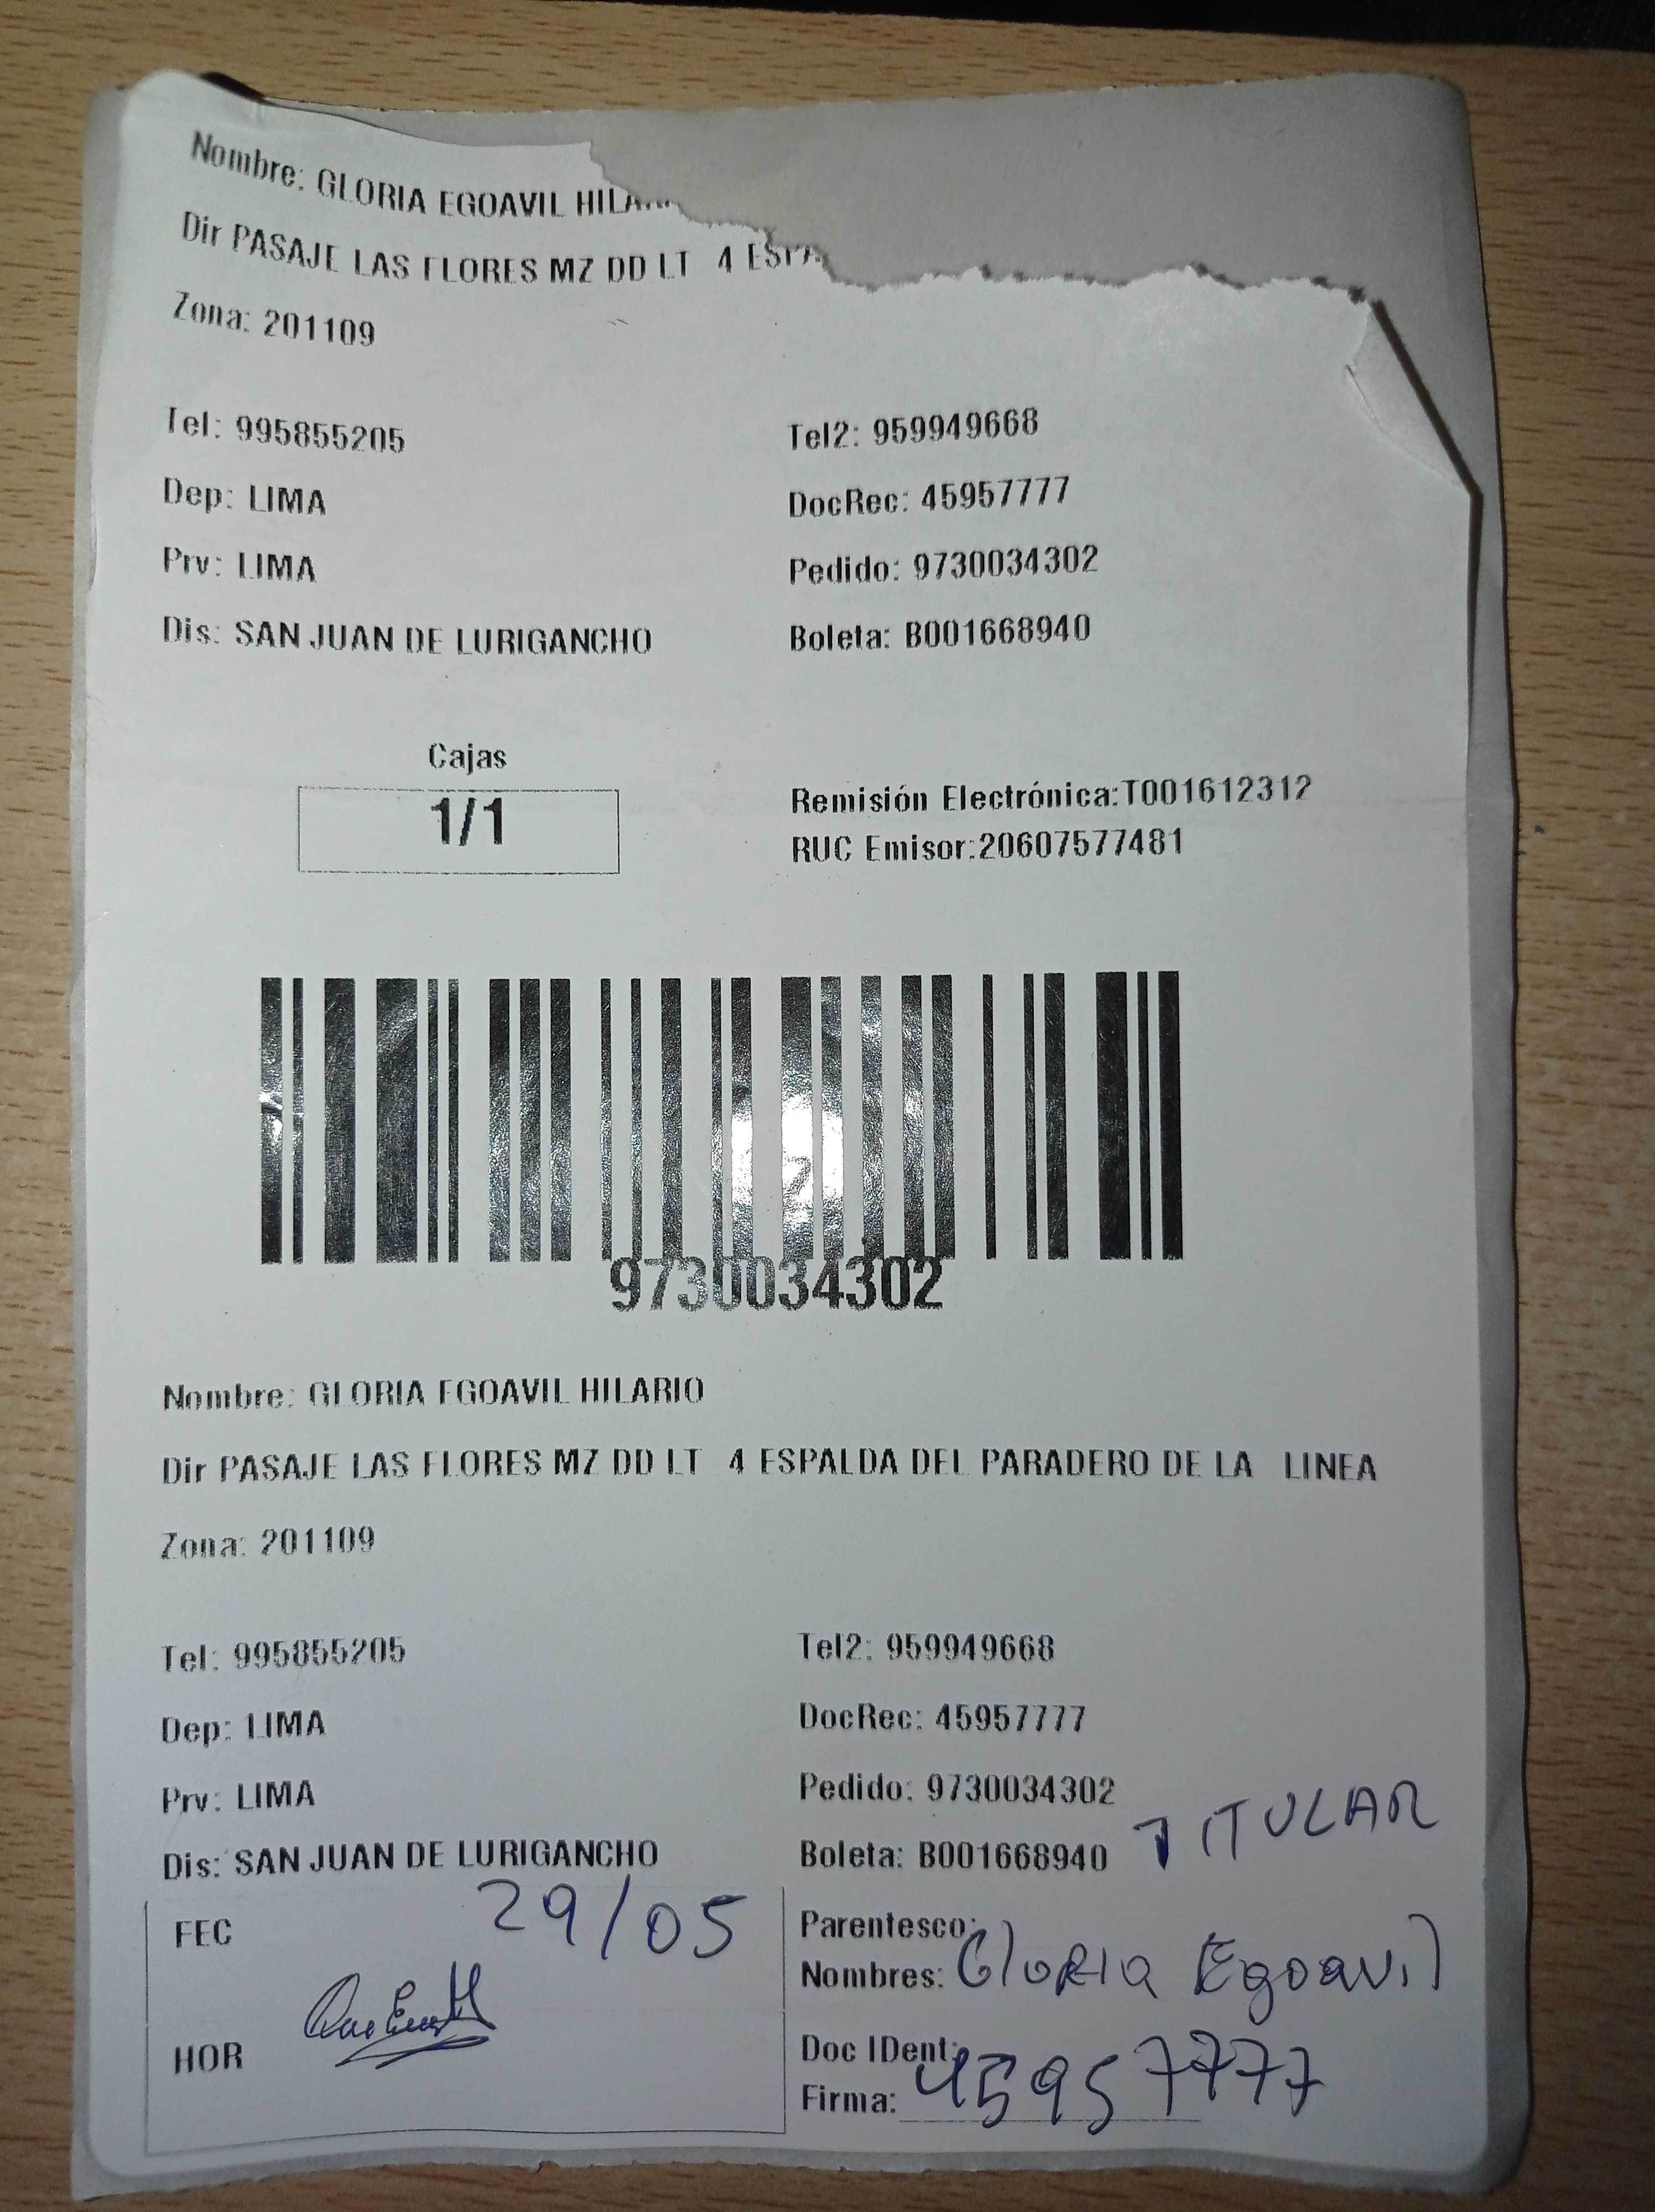 Nombre: GLORIA EGOAVIL
Dir PASAJE LAS FLORES MZ DD LT 4
Zona: 201109
Tel: 995855205 Tel2: 959949668
Dep: LIMA DocRec: 45957777
Prv: LIMA Pedido: 9730034302
Dis: SAN JUAN DE LURIGANCHO Boleta: B001668940
Cajas
1/1
Remisión Electrónica:T001612312
RUC Emisor:20607577481
9730034302
Nombre: GLORIA EGOAVIL HILARIO
Dir PASAJE LAS FLORES MZ DD LT 4 ESPALDA DEL PARADERO DE LA LINEA
Zona: 201109
Tel: 995855205 Tel2: 959949668
Dep: LIMA DocRec: 45957777
Prv: LIMA Pedido: 9730034302
Dis: SAN JUAN DE LURIGANCHO Boleta: B001668940 TITULAR
FEC 29/05
HOR
Parentesco:
Nombres: Gloria Egoavil
Doc IDent: 45957777
Firma: